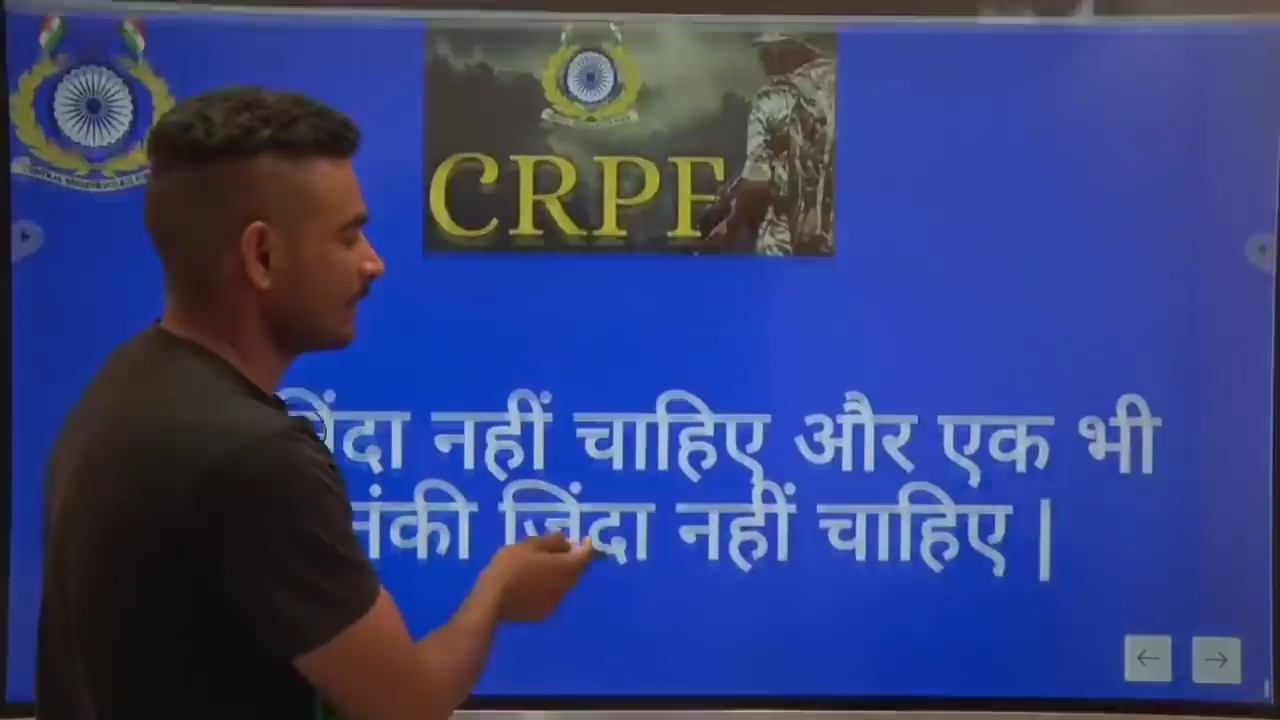 CRPF
जिंदा नहीं चाहिए और एक भी
जिंदा नहीं चाहिए |